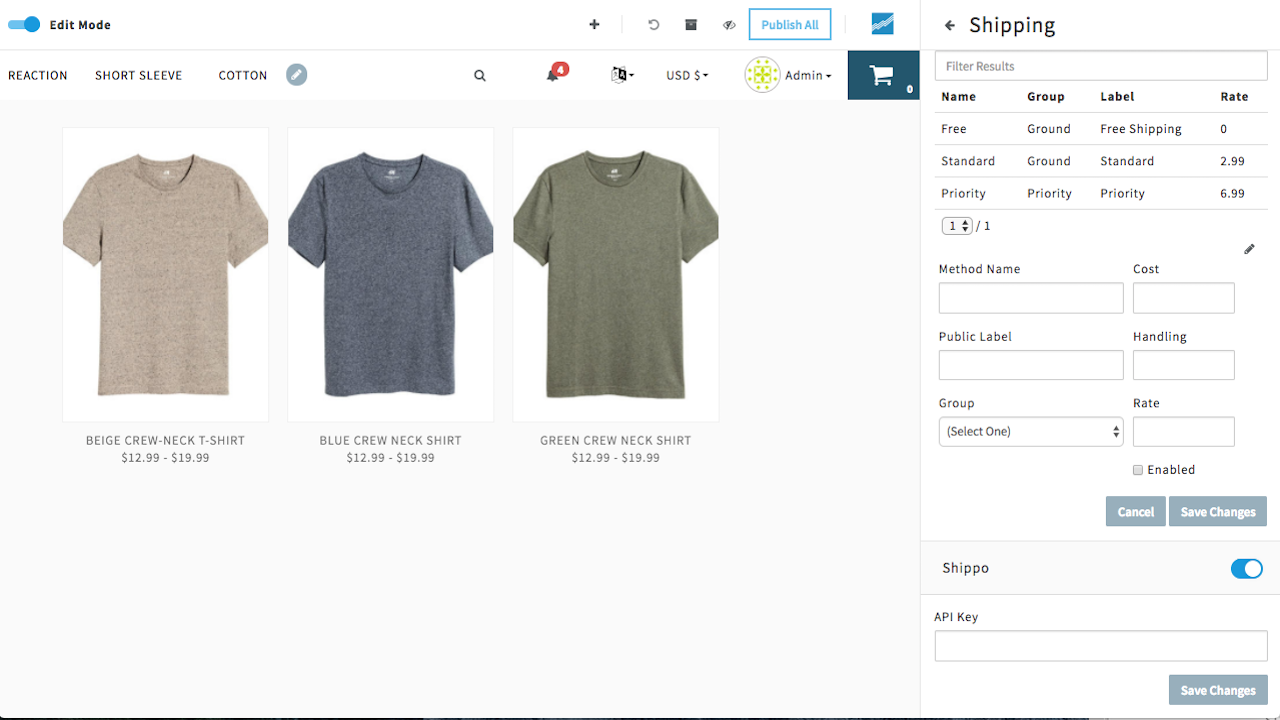 Edit Mode
Publish All
REACTION SHORT SLEEVE COTTON
4
USD $
Admin
0
BEIGE CREW-NECK T-SHIRT
$12.99 - $19.99
BLUE CREW NECK SHIRT
$12.99 - $19.99
GREEN CREW NECK SHIRT
$12.99 - $19.99
Shipping
Filter Results
Name Group Label Rate
Free Ground Free Shipping 0
Standard Ground Standard 2.99
Priority Priority Priority 6.99
1 / 1
Method Name Cost
Public Label Handling
Group Rate
(Select One)
Enabled
Cancel Save Changes
Shippo
API Key
Save Changes